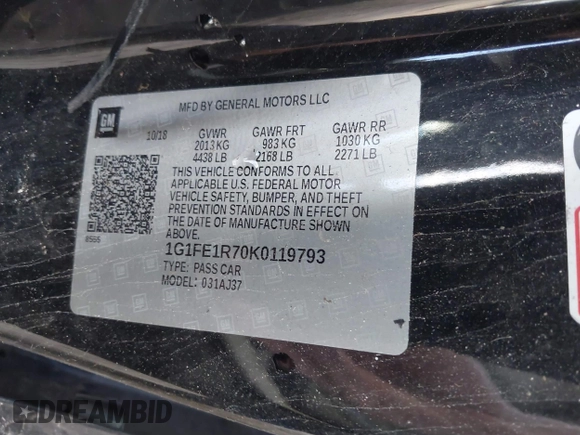 MFD BY GENERAL MOTORS LLC
GM
10/18 GVWR GAWR FRT GAWR RR
2013 KG 983 KG 1030 KG
4438 LB 2168 LB 2271 LB
THIS VEHICLE CONFORMS TO ALL
APPLICABLE U.S. FEDERAL MOTOR
VEHICLE SAFETY, BUMPER, AND THEFT
PREVENTION STANDARDS IN EFFECT ON
THE DATE OF MANUFACTURE SHOWN
ABOVE.
8555
1G1FE1R70K0119793
TYPE: PASS CAR
MODEL: 031AJ37
DREAMBID